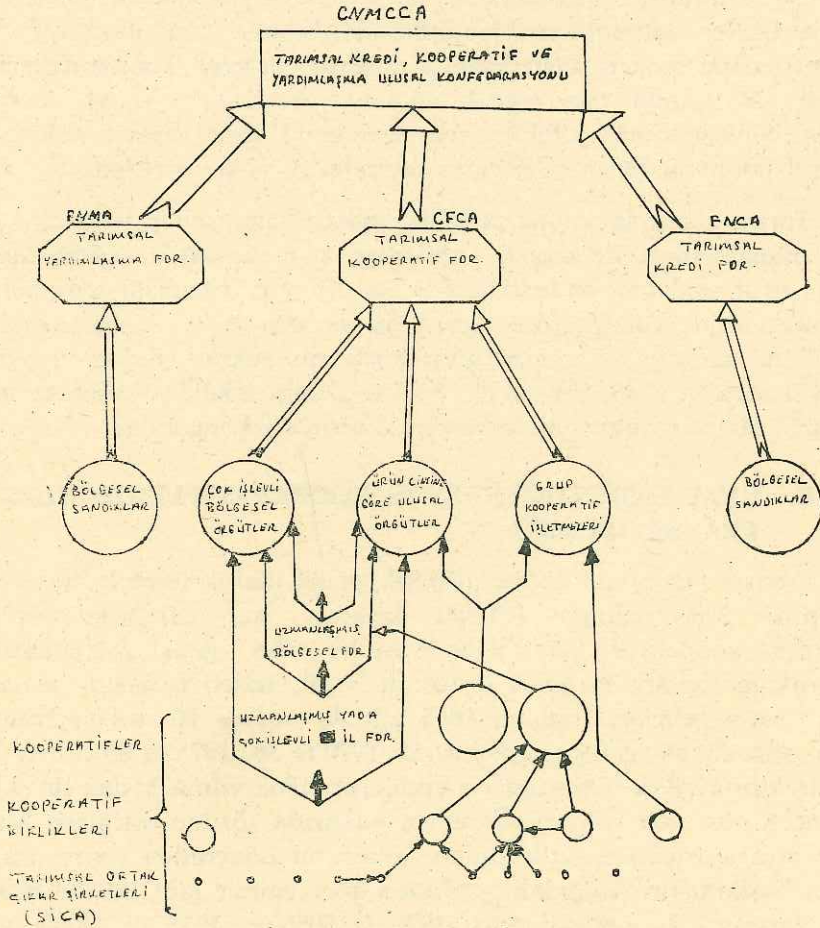 CNMCCA
TARIMSAL KREDİ, KOOPERATİF VE
YARDIMLAŞMA ULUSAL KONFEDARASYONU
FNMA
TARIMSAL
YARDIMLAŞMA FDR.
CFCA
TARIMSAL
KOOPERATİF FDR.
FNCA
TARIMSAL
KREDİ FDR.
BÖLGESEL
SANDIKLAR
ÇOK İŞLEVLİ
BÖLGESEL
ÖRGÜTLER
ÜRÜN CİNSİNE
GÖRE ULUSAL
ÖRGÜTLER
GRUP
KOOPERATİF
İŞLETMELERİ
BÖLGESEL
SANDIKLAR
UZMANLAŞMIŞ
BÖLGESEL FDR.
UZMANLAŞMIŞ YADA
ÇOK İŞLEVLİ İL FDR.
KOOPERATİFLER
KOOPERATİF
BİRLİKLERİ
TARIMSAL ORTAK
ÇIKAR ŞİRKETLERİ
(SİCA)